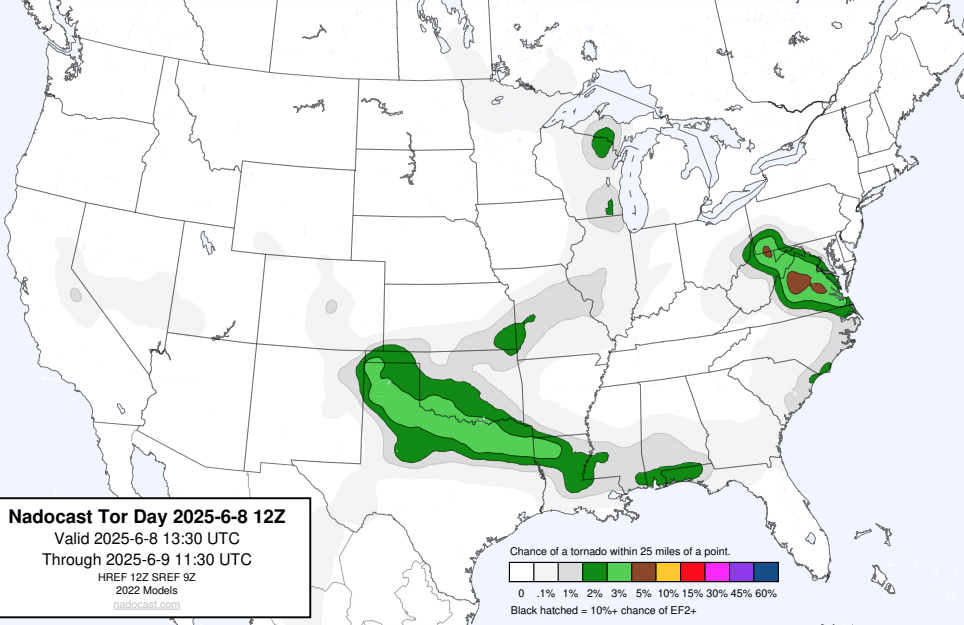 Nadocast Tor Day 2025-6-8 12Z
Valid 2025-6-8 13:30 UTC
Through 2025-6-9 11:30 UTC
HREF 12Z SREF 9Z
2022 Models
nadocast.com
Chance of a tornado within 25 miles of a point.
0 .1% 1% 2% 3% 5% 10% 15% 30% 45% 60%
Black hatched = 10%+ chance of EF2+